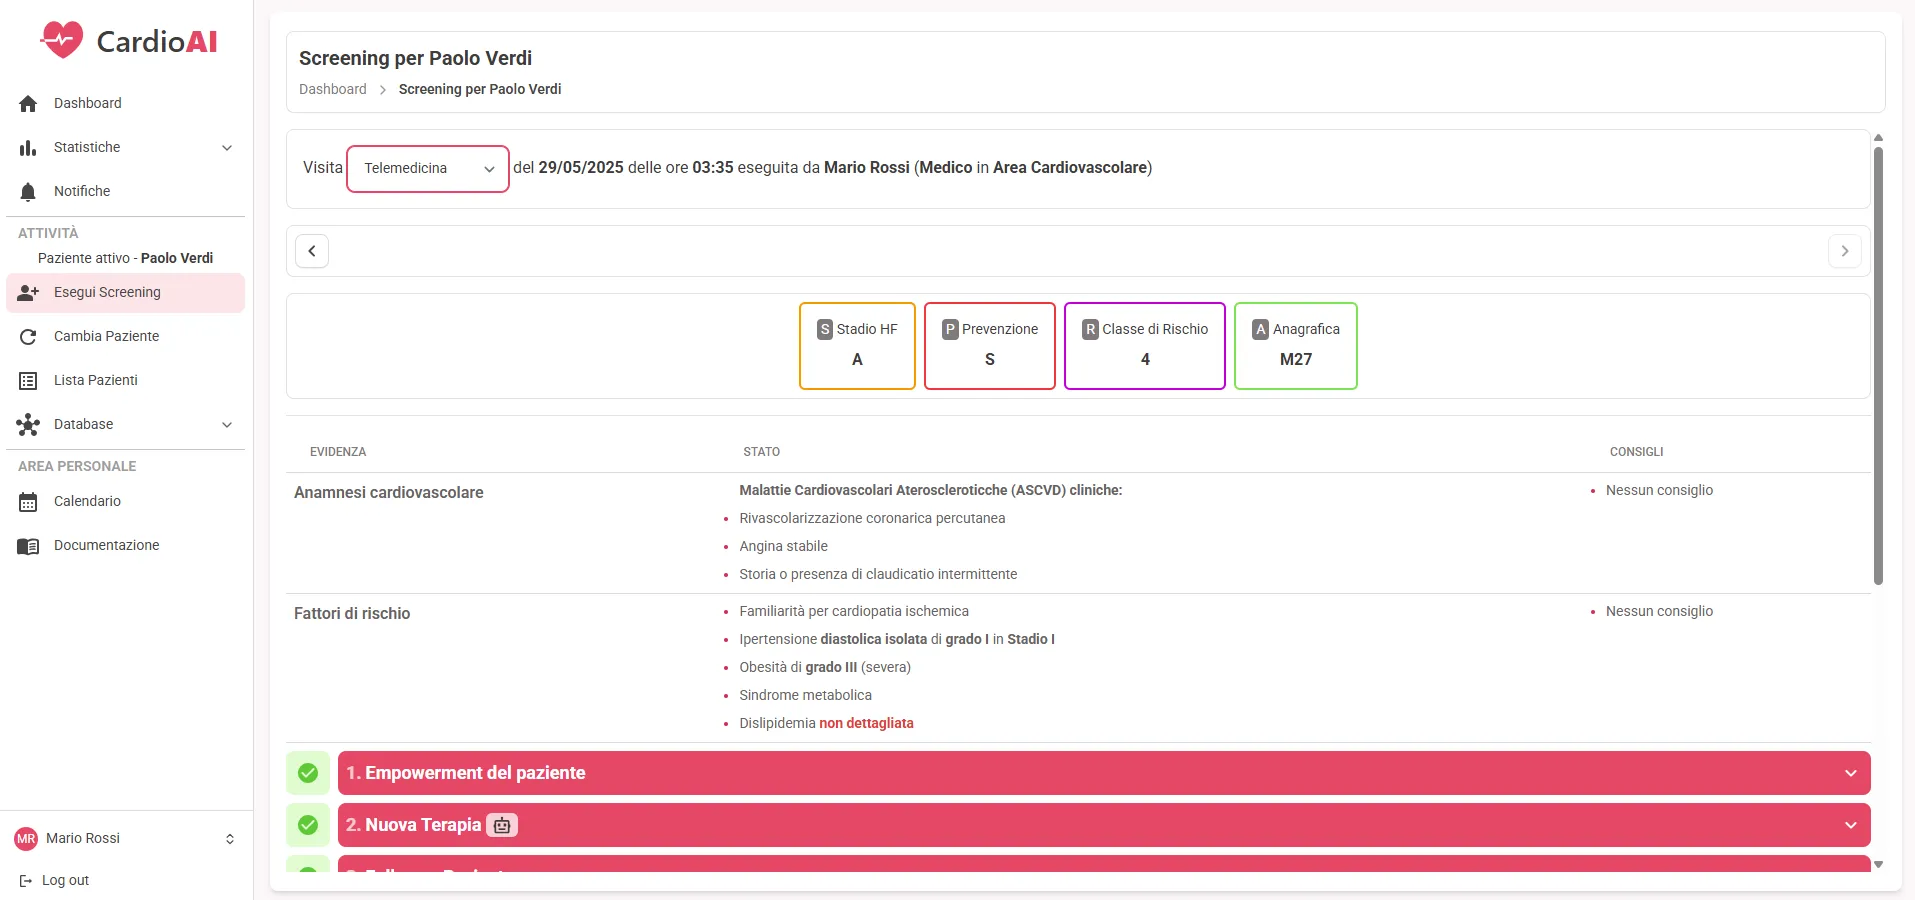 CardioAI
Dashboard
Statistiche
Notifiche
ATTIVITÀ
Paziente attivo - Paolo Verdi
Esegui Screening
Cambia Paziente
Lista Pazienti
Database
AREA PERSONALE
Calendario
Documentazione
MR Mario Rossi
Log out
Screening per Paolo Verdi
Dashboard > Screening per Paolo Verdi
Visita Telemedicina del 29/05/2025 delle ore 03:35 eseguita da Mario Rossi (Medico in Area Cardiovascolare)
S Stadio HF
A
P Prevenzione
S
R Classe di Rischio
4
A Anagrafica
M27
EVIDENZA STATO CONSIGLI
Anamnesi cardiovascolare
Malattie Cardiovascolari Ateroscleroticche (ASCVD) cliniche:
Rivascolarizzazione coronarica percutanea
Angina stabile
Storia o presenza di claudicatio intermittente
Nessun consiglio
Fattori di rischio
Familiarità per cardiopatia ischemica
Ipertensione diastolica isolata di grado I in Stadio I
Obesità di grado III (severa)
Sindrome metabolica
Dislipidemia non dettagliata
Nessun consiglio
1. Empowerment del paziente
2. Nuova Terapia